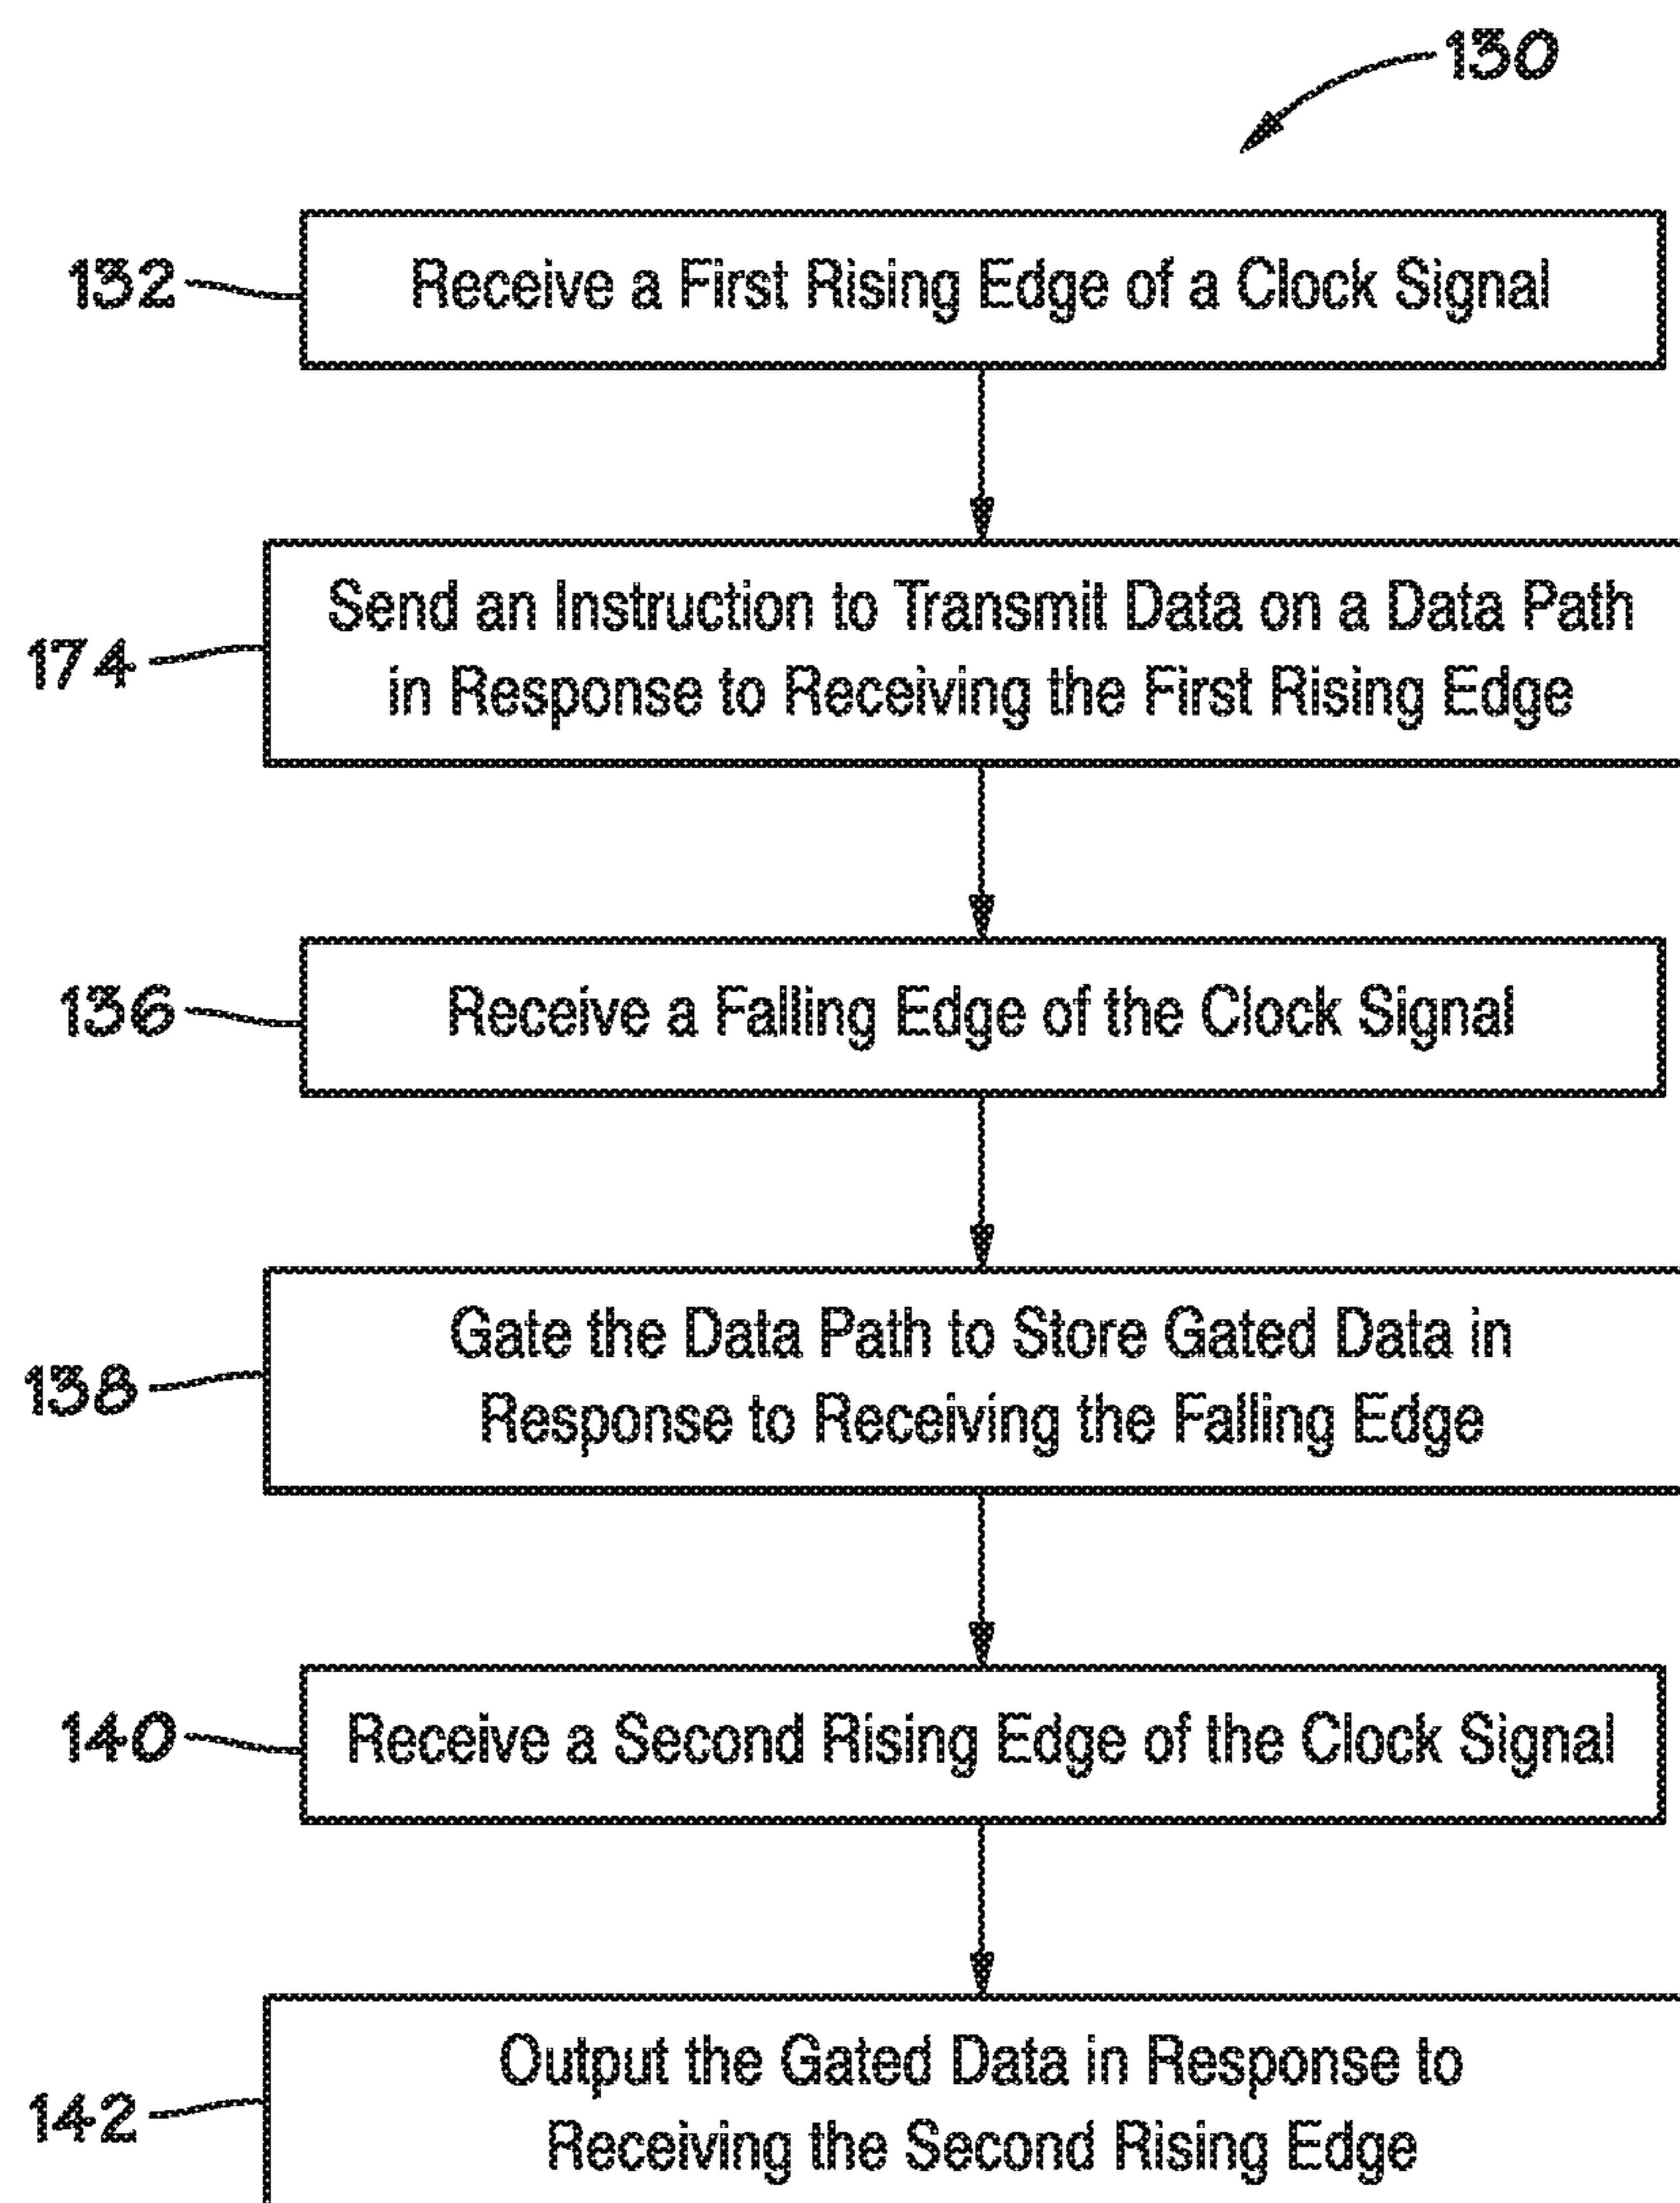 130
132
Receive a First Rising Edge of a Clock Signal
174
Send an Instruction to Transmit Data on a Data Path
in Response to Receiving the First Rising Edge
136
Receive a Falling Edge of the Clock Signal
138
Gate the Data Path to Store Gated Data in
Response to Receiving the Falling Edge
140
Receive a Second Rising Edge of the Clock Signal
142
Output the Gated Data in Response to
Receiving the Second Rising Edge